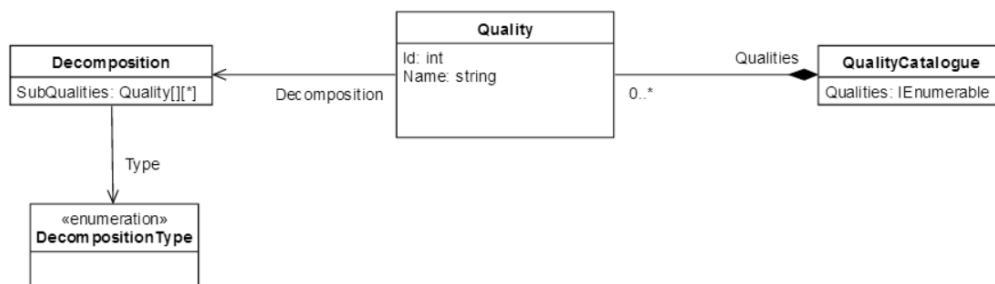 Quality
Id: int
Name: string
Decomposition
SubQualities: Quality[][*]
Decomposition
Qualities
0..*
QualityCatalogue
Qualities: IEnumerable
Type
«enumeration»
DecompositionType